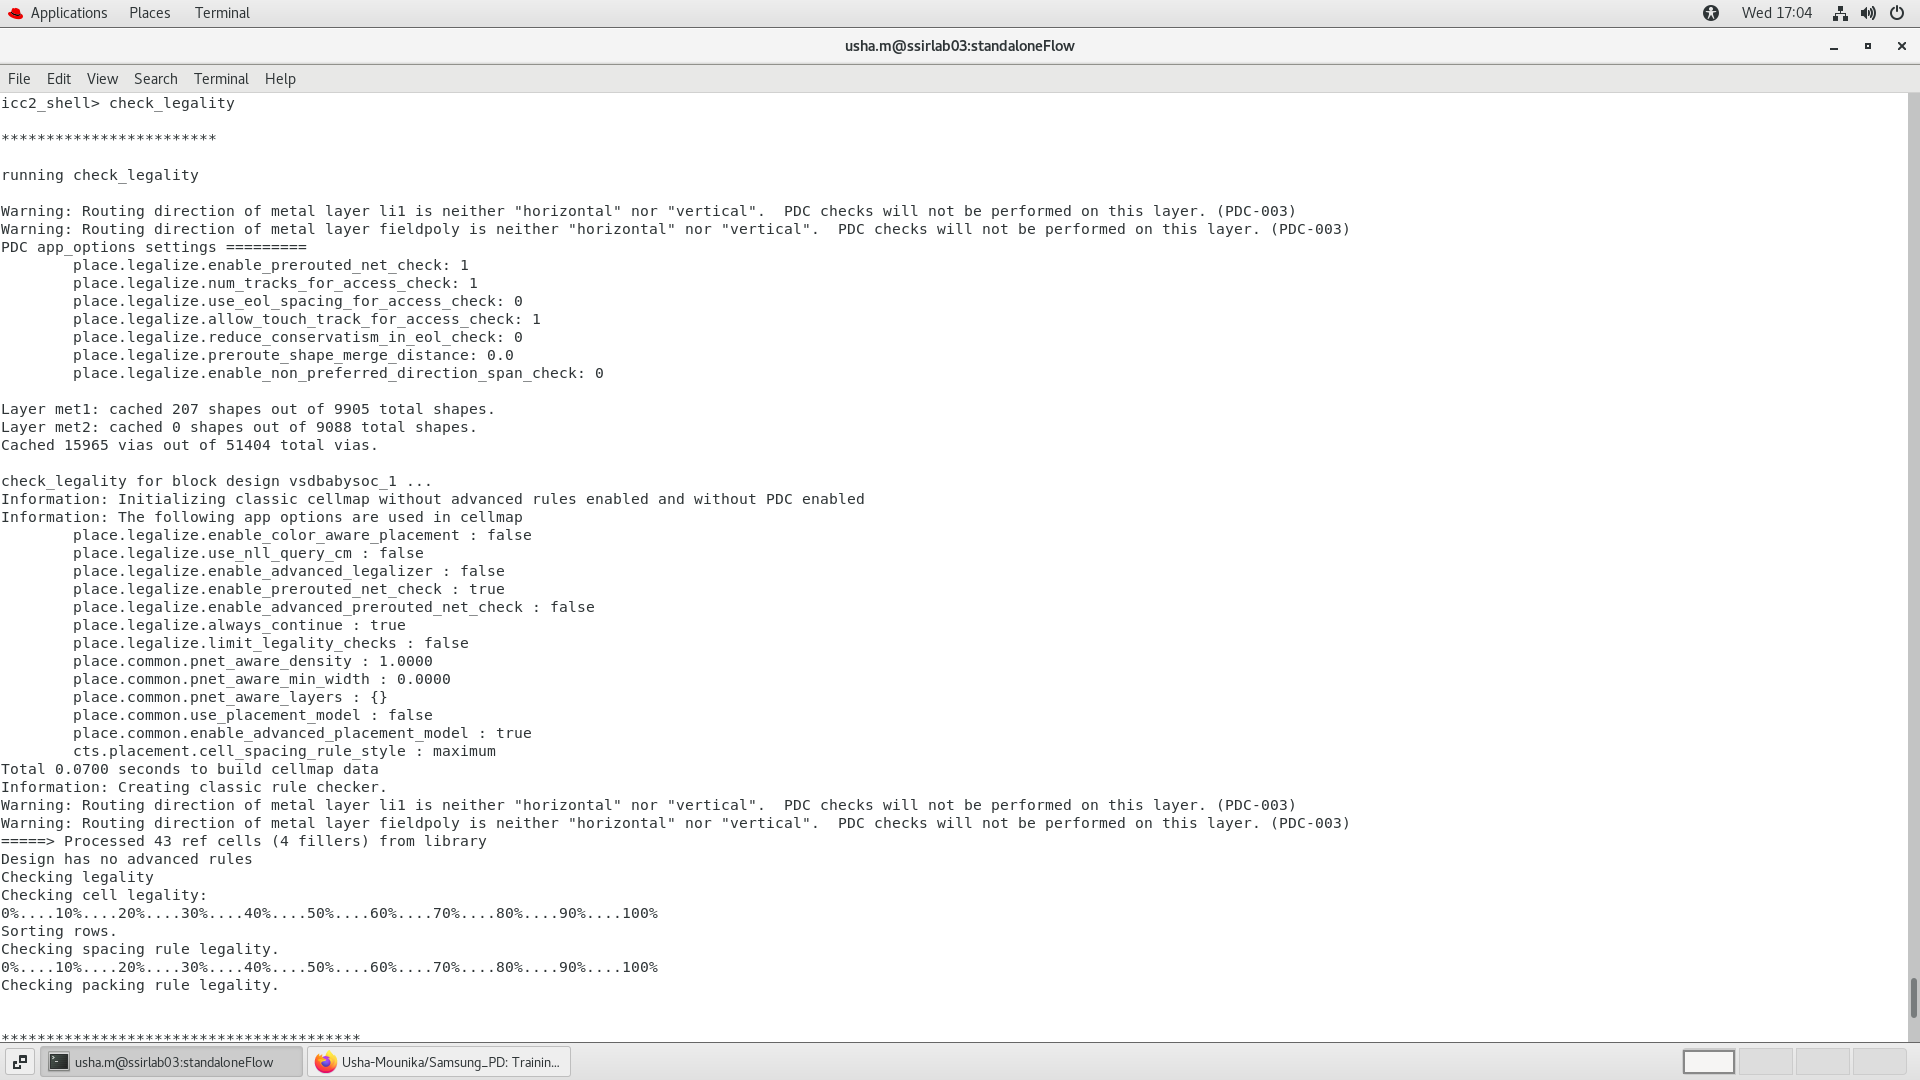 Applications Places Terminal Wed 17:04
usha.m@ssirlab03:standaloneFlow
File Edit View Search Terminal Help
icc2_shell> check_legality
************************
running check_legality
Warning: Routing direction of metal layer li1 is neither "horizontal" nor "vertical".  PDC checks will not be performed on this layer. (PDC-003)
Warning: Routing direction of metal layer fieldpoly is neither "horizontal" nor "vertical".  PDC checks will not be performed on this layer. (PDC-003)
PDC app_options settings =========
place.legalize.enable_prerouted_net_check: 1
place.legalize.num_tracks_for_access_check: 1
place.legalize.use_eol_spacing_for_access_check: 0
place.legalize.allow_touch_track_for_access_check: 1
place.legalize.reduce_conservatism_in_eol_check: 0
place.legalize.preroute_shape_merge_distance: 0.0
place.legalize.enable_non_preferred_direction_span_check: 0
Layer met1: cached 207 shapes out of 9905 total shapes.
Layer met2: cached 0 shapes out of 9088 total shapes.
Cached 15965 vias out of 51404 total vias.
check_legality for block design vsdbabysoc_1 ...
Information: Initializing classic cellmap without advanced rules enabled and without PDC enabled
Information: The following app options are used in cellmap
place.legalize.enable_color_aware_placement : false
place.legalize.use_nll_query_cm : false
place.legalize.enable_advanced_legalizer : false
place.legalize.enable_prerouted_net_check : true
place.legalize.enable_advanced_prerouted_net_check : false
place.legalize.always_continue : true
place.legalize.limit_legality_checks : false
place.common.pnet_aware_density : 1.0000
place.common.pnet_aware_min_width : 0.0000
place.common.pnet_aware_layers : {}
place.common.use_placement_model : false
place.common.enable_advanced_placement_model : true
cts.placement.cell_spacing_rule_style : maximum
Total 0.0700 seconds to build cellmap data
Information: Creating classic rule checker.
Warning: Routing direction of metal layer li1 is neither "horizontal" nor "vertical".  PDC checks will not be performed on this layer. (PDC-003)
Warning: Routing direction of metal layer fieldpoly is neither "horizontal" nor "vertical".  PDC checks will not be performed on this layer. (PDC-003)
=====> Processed 43 ref cells (4 fillers) from library
Design has no advanced rules
Checking legality
Checking cell legality:
0%....10%....20%....30%....40%....50%....60%....70%....80%....90%....100%
Sorting rows.
Checking spacing rule legality.
0%....10%....20%....30%....40%....50%....60%....70%....80%....90%....100%
Checking packing rule legality.
****************************************
usha.m@ssirlab03:standaloneFlow Usha-Mounika/Samsung_PD: Trainin...